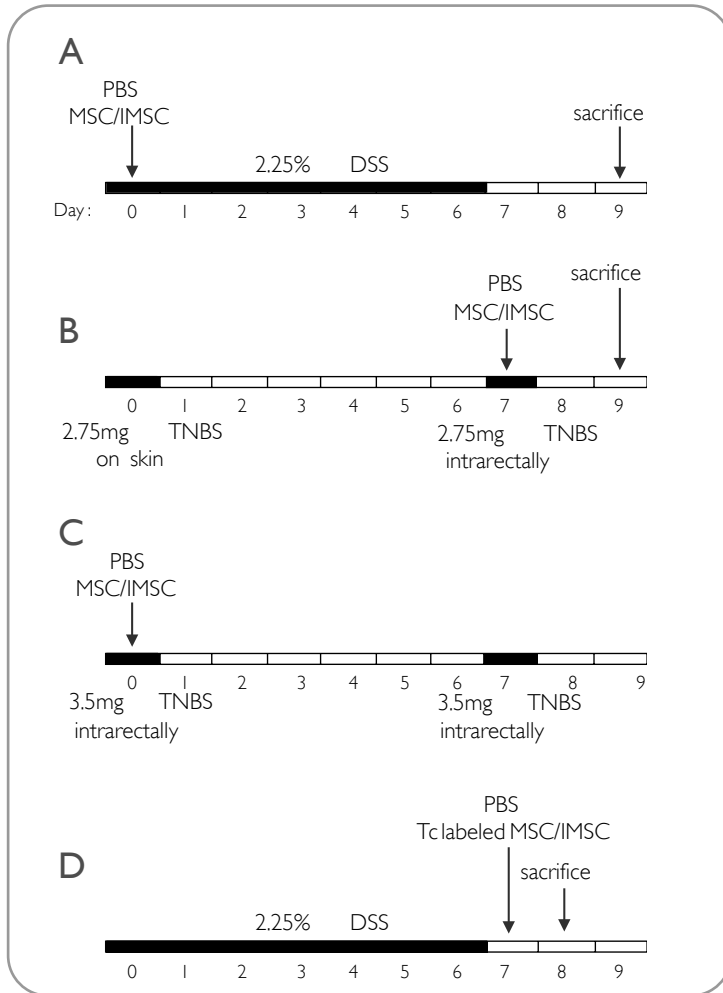 A
PBS
MSC/IMSC
sacrifice
2.25% DSS
Day: 0 1 2 3 4 5 6 7 8 9
B
PBS
MSC/IMSC
sacrifice
0 1 2 3 4 5 6 7 8 9
2.75mg TNBS 2.75mg TNBS
on skin intrarectally
C
PBS
MSC/IMSC
0 1 2 3 4 5 6 7 8 9
3.5mg TNBS 3.5mg TNBS
intrarectally intrarectally
D
PBS
Tc labeled MSC/IMSC
sacrifice
2.25% DSS
0 1 2 3 4 5 6 7 8 9